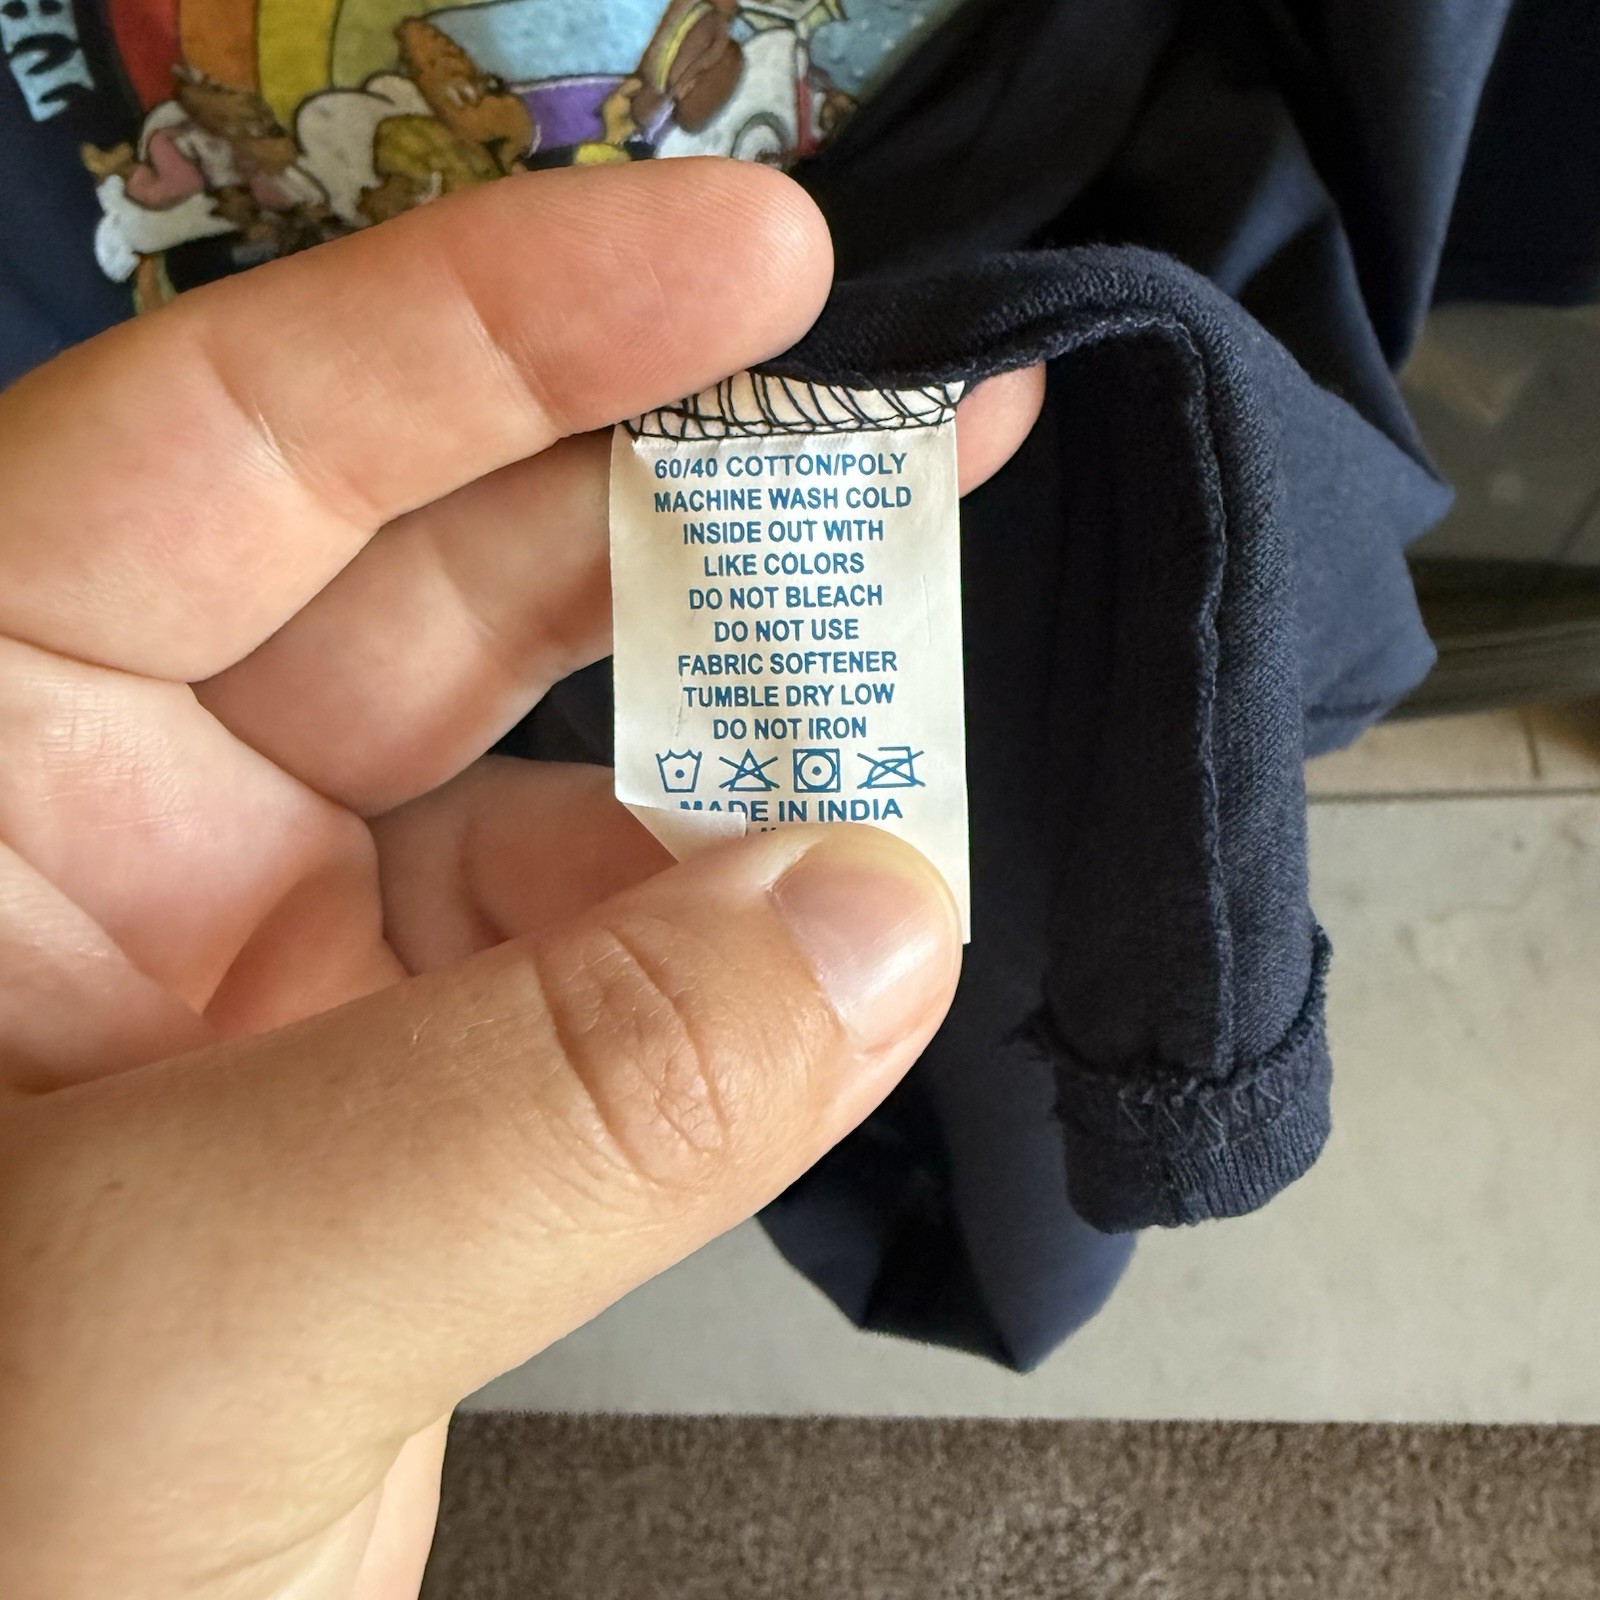 60/40 COTTON/POLY
MACHINE WASH COLD
INSIDE OUT WITH
LIKE COLORS
DO NOT BLEACH
DO NOT USE
FABRIC SOFTENER
TUMBLE DRY LOW
DO NOT IRON
MADE IN INDIA